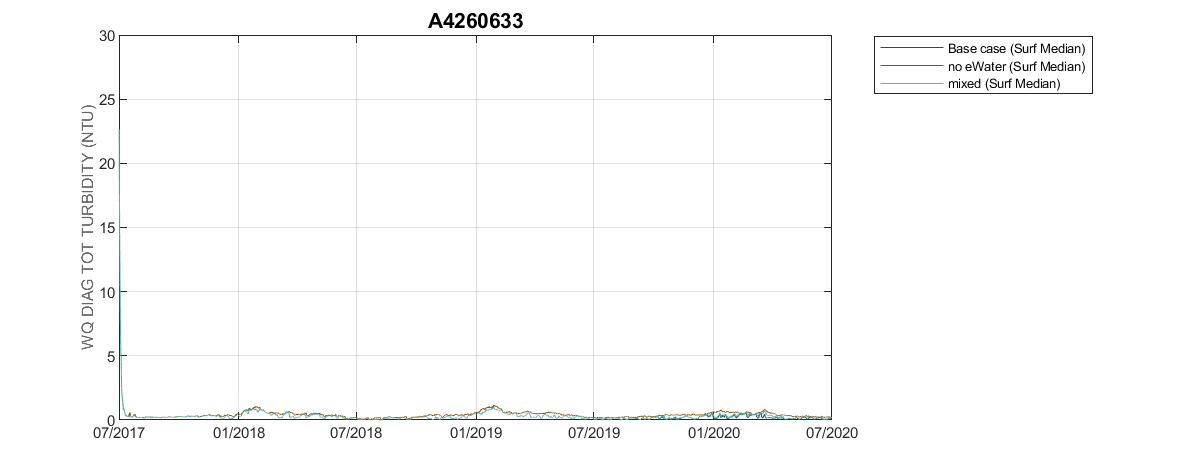 A4260633
30
25
20
15
10
5
0
WQ DIAG TOT TURBIDITY (NTU)
07/2017 01/2018 07/2018 01/2019 07/2019 01/2020 07/2020
Base case (Surf Median)
no eWater (Surf Median)
mixed (Surf Median)